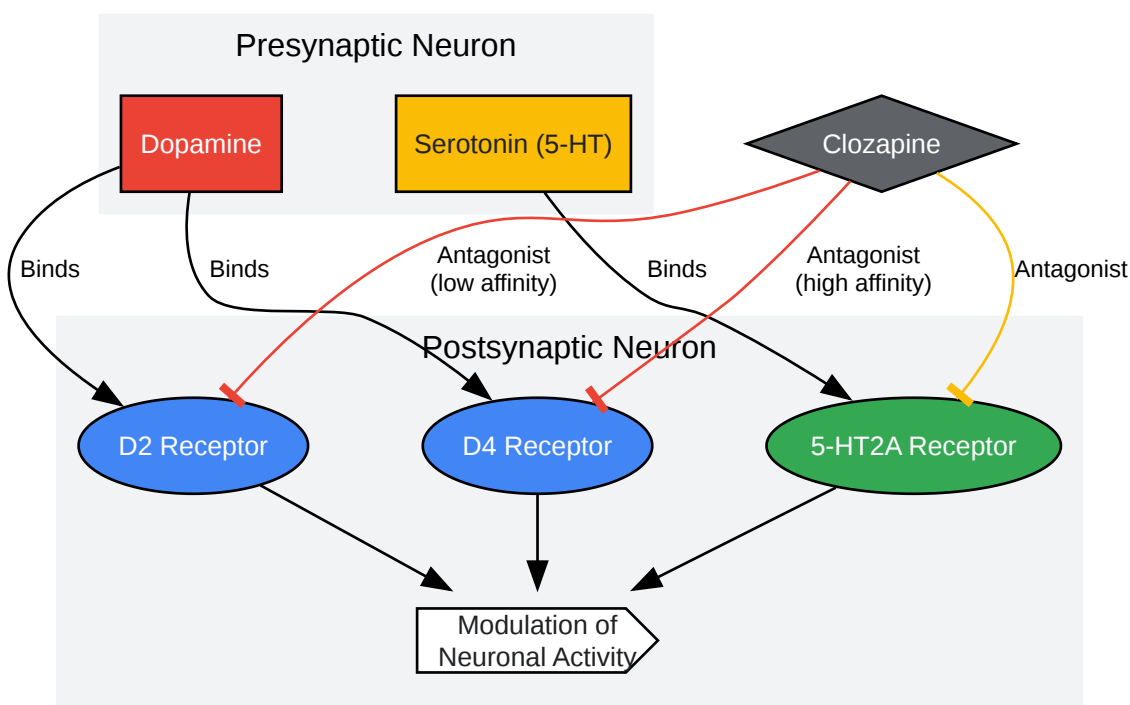 Presynaptic Neuron
Dopamine
Serotonin (5-HT)
Clozapine
Binds
Binds
Antagonist
(low affinity)
Binds
Antagonist
(high affinity)
Antagonist
Postsynaptic Neuron
D2 Receptor
D4 Receptor
5-HT2A Receptor
Modulation of
Neuronal Activity